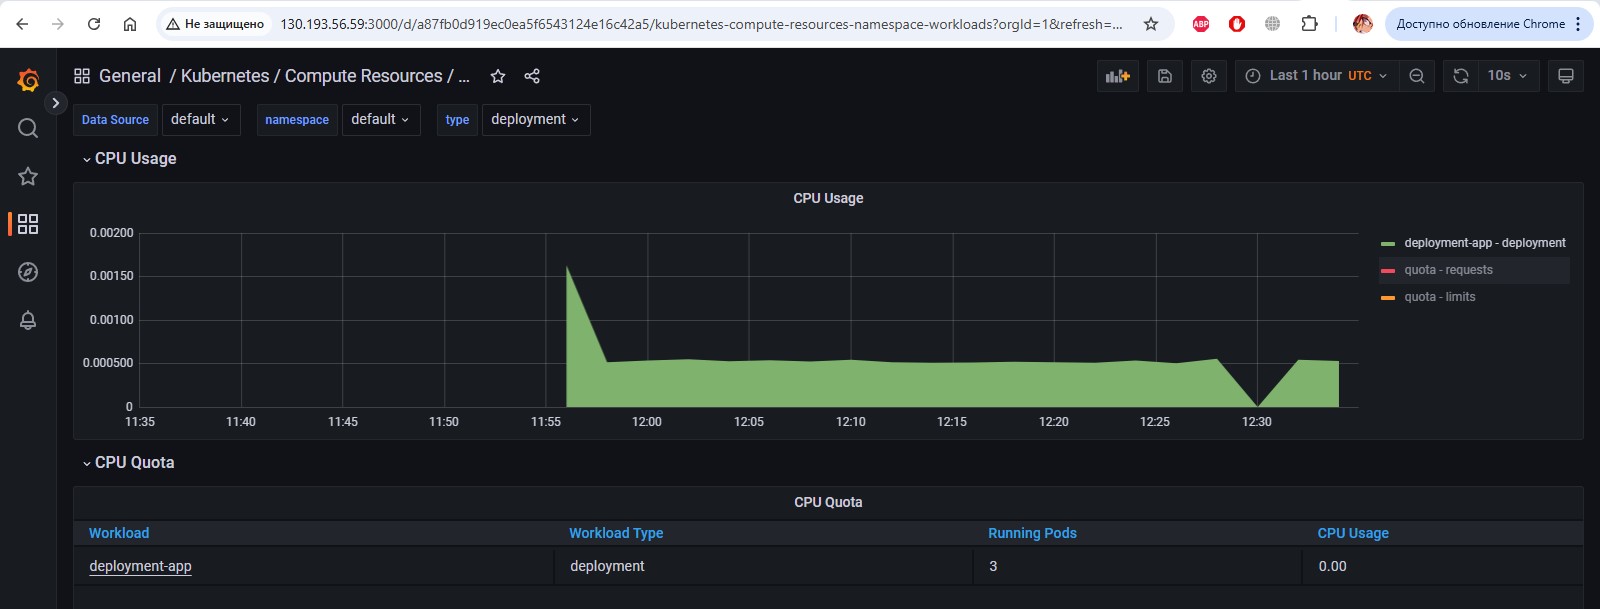 Не защищено 130.193.56.59:3000/d/a87fb0d919ec0ea5f6543124e16c42a5/kubernetes-compute-resources-namespace-workloads?orgId=1&refresh=... ABP Доступно обновление Chrome
General / Kubernetes / Compute Resources / ... Last 1 hour UTC 10s
Data Source default namespace default type deployment
CPU Usage
CPU Usage
0.00200
0.00150
0.00100
0.000500
0
11:35 11:40 11:45 11:50 11:55 12:00 12:05 12:10 12:15 12:20 12:25 12:30
deployment-app - deployment
quota - requests
quota - limits
CPU Quota
CPU Quota
Workload Workload Type Running Pods CPU Usage
deployment-app deployment 3 0.00